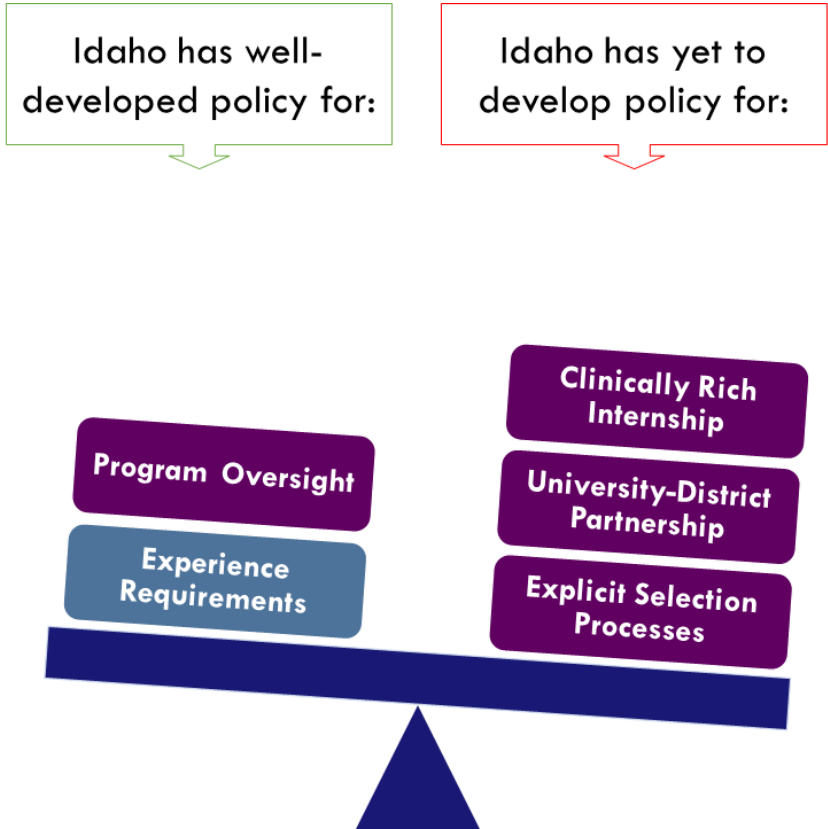 Idaho has well-
developed policy for:
Idaho has yet to
develop policy for:
Program Oversight
Experience
Requirements
Clinically Rich
Internship
University-District
Partnership
Explicit Selection
Processes